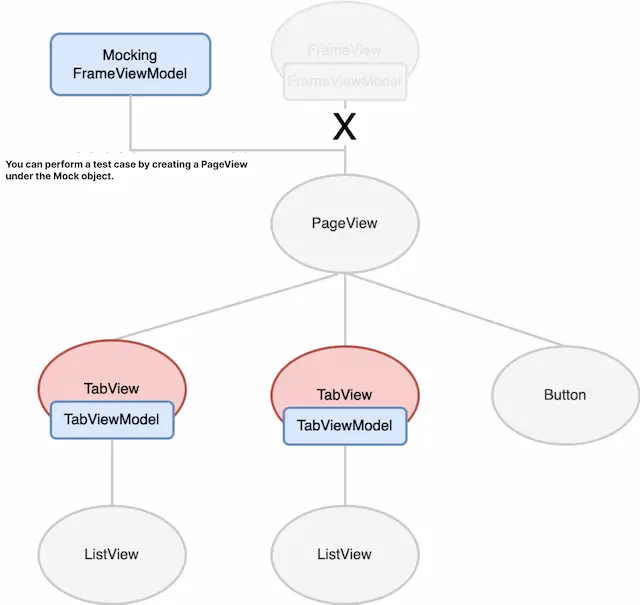 Mocking
FrameViewModel
FrameView
FrameViewModel
X
You can perform a test case by creating a PageView
under the Mock object.
PageView
TabView
TabViewModel
TabView
TabViewModel
Button
ListView
ListView